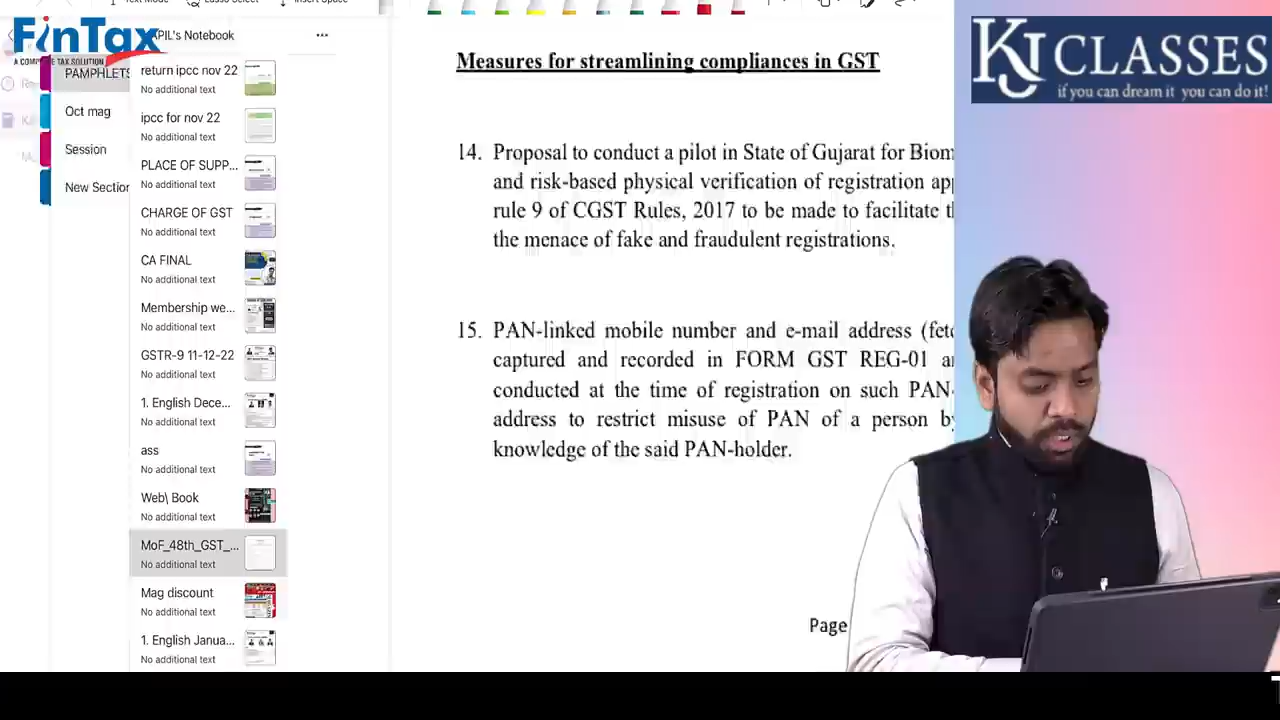 FinTax
A COMPLETE TAX SOLUTION
APIL's Notebook
PAMPHLETS
Oct mag
Session
New Section
return ipcc nov 22
No additional text
ipcc for nov 22
No additional text
PLACE OF SUPP...
No additional text
CHARGE OF GST
No additional text
CA FINAL
No additional text
Membership we...
No additional text
GSTR-9 11-12-22
No additional text
1. English Dece...
No additional text
ass
No additional text
Web\ Book
No additional text
MoF_48th_GST_...
No additional text
Mag discount
No additional text
1. English Janua...
No additional text
Measures for streamlining compliances in GST
14. Proposal to conduct a pilot in State of Gujarat for Biom
and risk-based physical verification of registration app
rule 9 of CGST Rules, 2017 to be made to facilitate th
the menace of fake and fraudulent registrations.
15. PAN-linked mobile number and e-mail address (fetc
captured and recorded in FORM GST REG-01 an
conducted at the time of registration on such PAN-
address to restrict misuse of PAN of a person by
knowledge of the said PAN-holder.
Page
KJ CLASSES
if you can dream it you can do it!